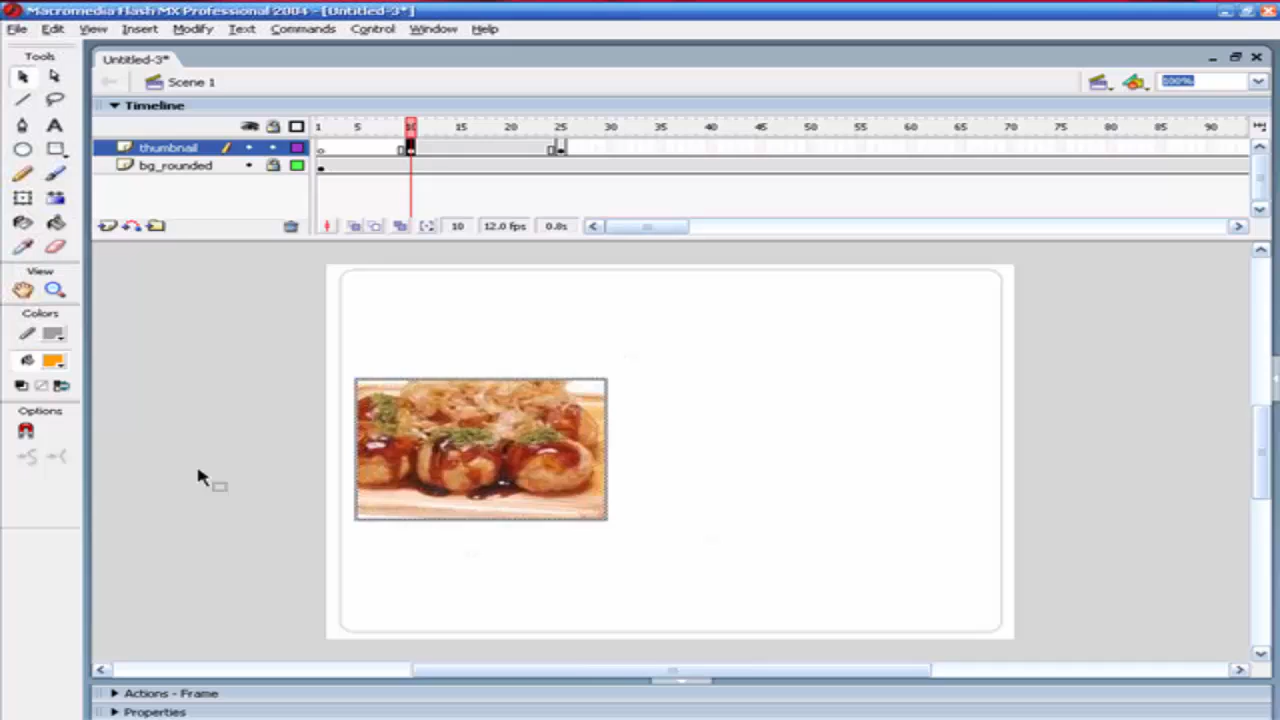 Macromedia Flash MX Professional 2004 - [Untitled-3*]
File Edit View Insert Modify Text Commands Control Window Help
Tools
Untitled-3*
Scene 1
100%
Timeline
1 5 10 15 20 25 30 35 40 45 50 55 60 65 70 75 80 85 90
thumbnail
bg_rounded
10 12.0 fps 0.8s
View
Colors
Options
Actions - Frame
Properties